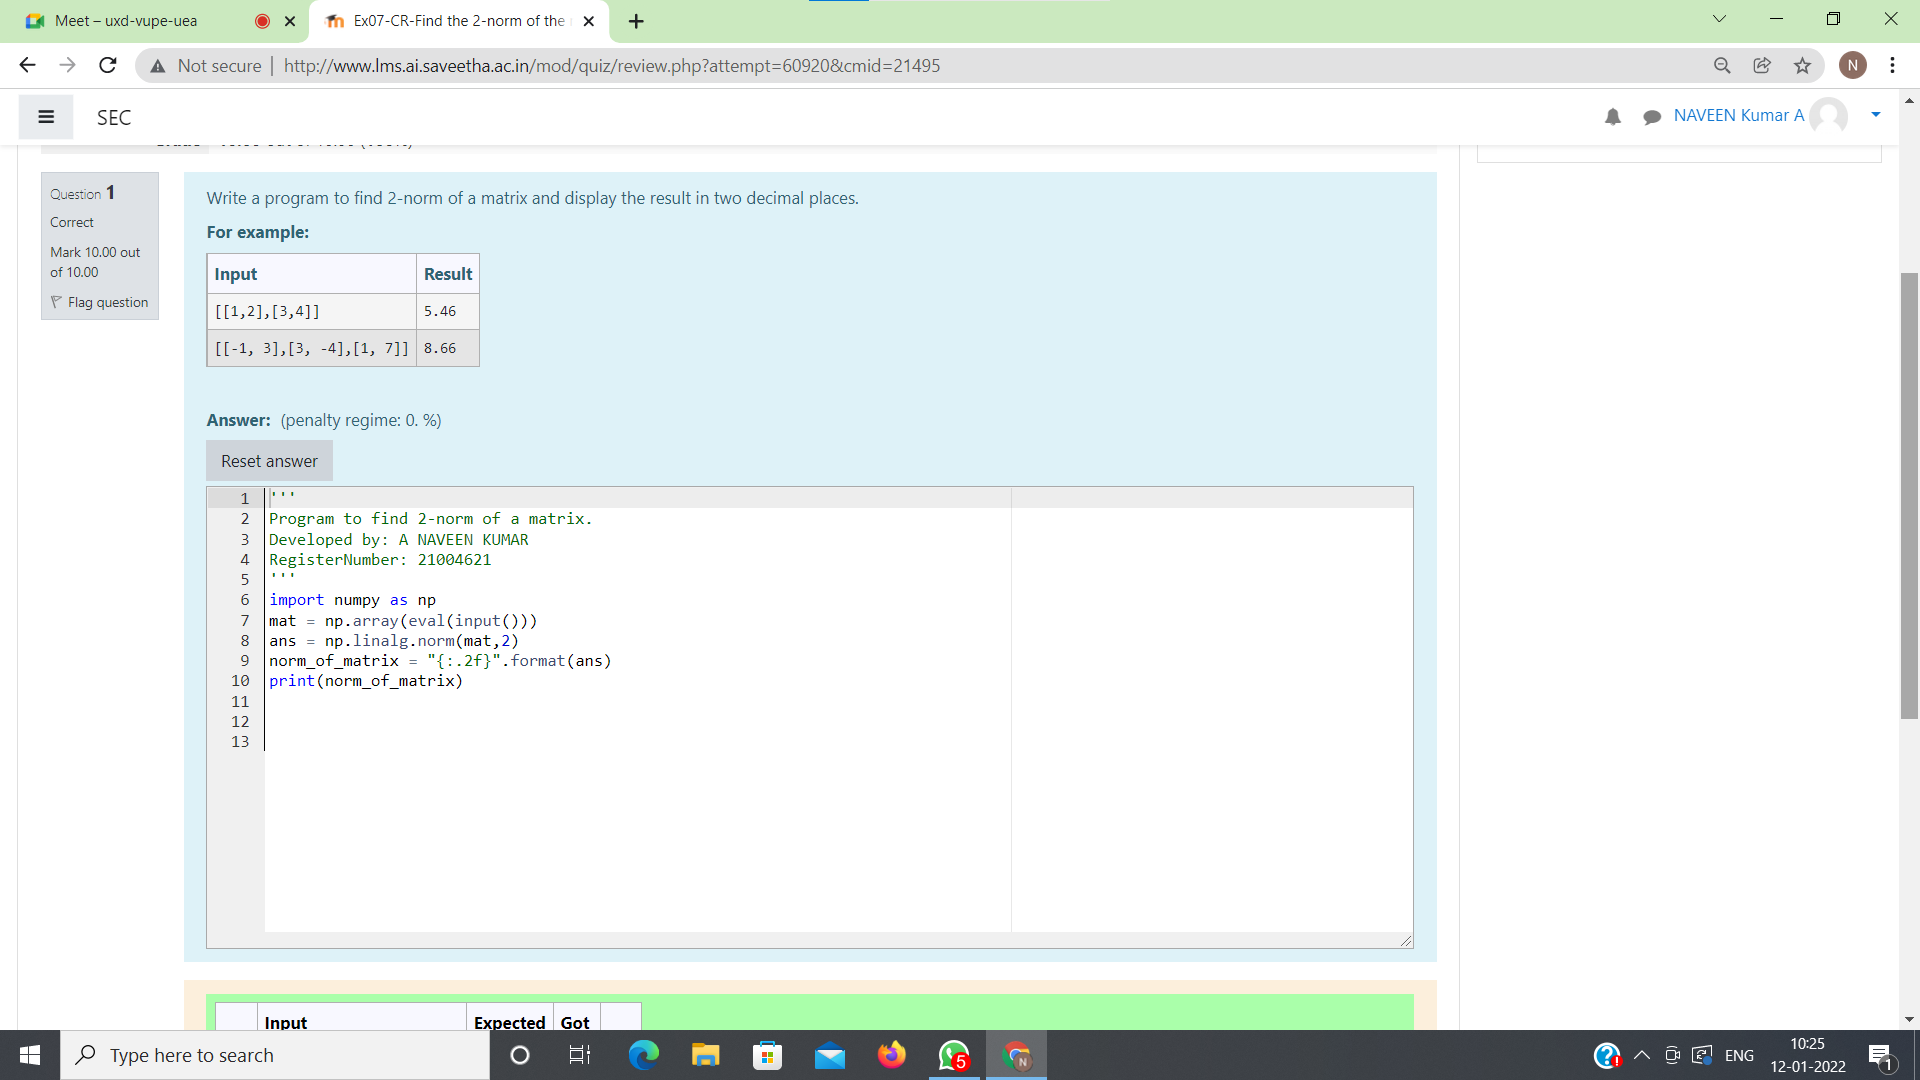 Meet – uxd-vupe-uea
Ex07-CR-Find the 2-norm of the
Not secure
http://www.lms.ai.saveetha.ac.in/mod/quiz/review.php?attempt=60920&cmid=21495
N
SEC
NAVEEN Kumar A
Question 1
Correct
Mark 10.00 out
of 10.00
Flag question
Write a program to find 2-norm of a matrix and display the result in two decimal places.
For example:
Input Result
[[1,2],[3,4]] 5.46
[[-1, 3],[3, -4],[1, 7]] 8.66
Answer: (penalty regime: 0. %)
Reset answer
1 '''
2 Program to find 2-norm of a matrix.
3 Developed by: A NAVEEN KUMAR
4 RegisterNumber: 21004621
5 '''
6 import numpy as np
7 mat = np.array(eval(input()))
8 ans = np.linalg.norm(mat,2)
9 norm_of_matrix = "{:.2f}".format(ans)
10 print(norm_of_matrix)
11
12
13
Input Expected Got
Type here to search
5
N
ENG
10:25
12-01-2022
1